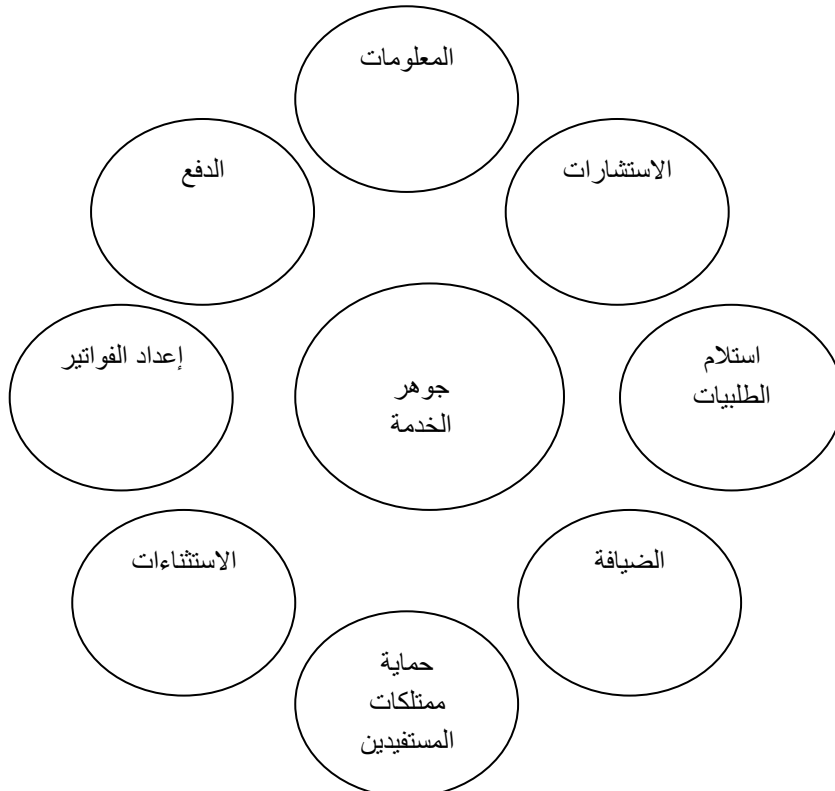 المعلومات
الاستشارات
الدفع
استلام
الطلبيات
إعداد الفواتير
جوهر
الخدمة
الضيافة
الاستثناءات
حماية
ممتلكات
المستفيدين